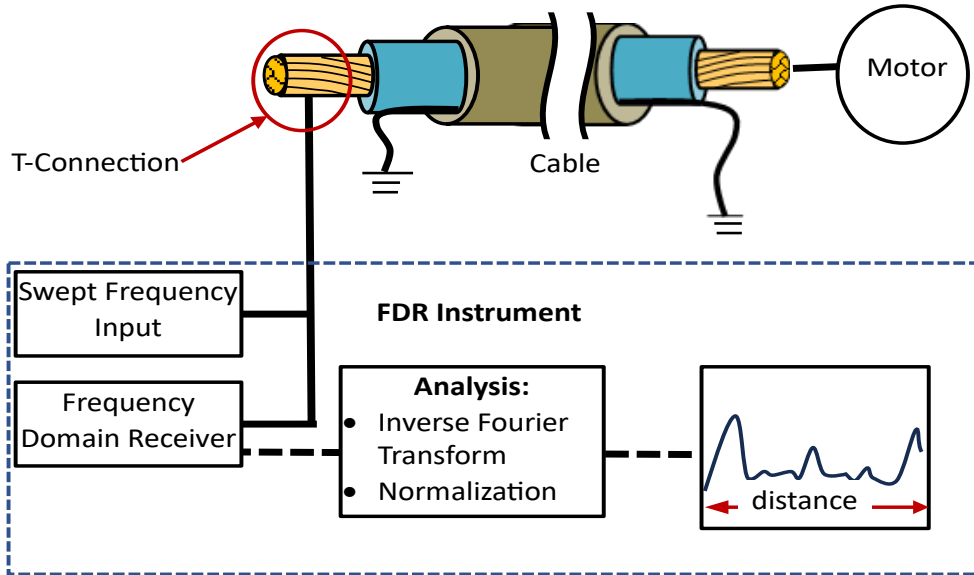 Motor
T-Connection
Cable
Swept Frequency
Input
FDR Instrument
Frequency
Domain Receiver
Analysis:
• Inverse Fourier
Transform
• Normalization
distance